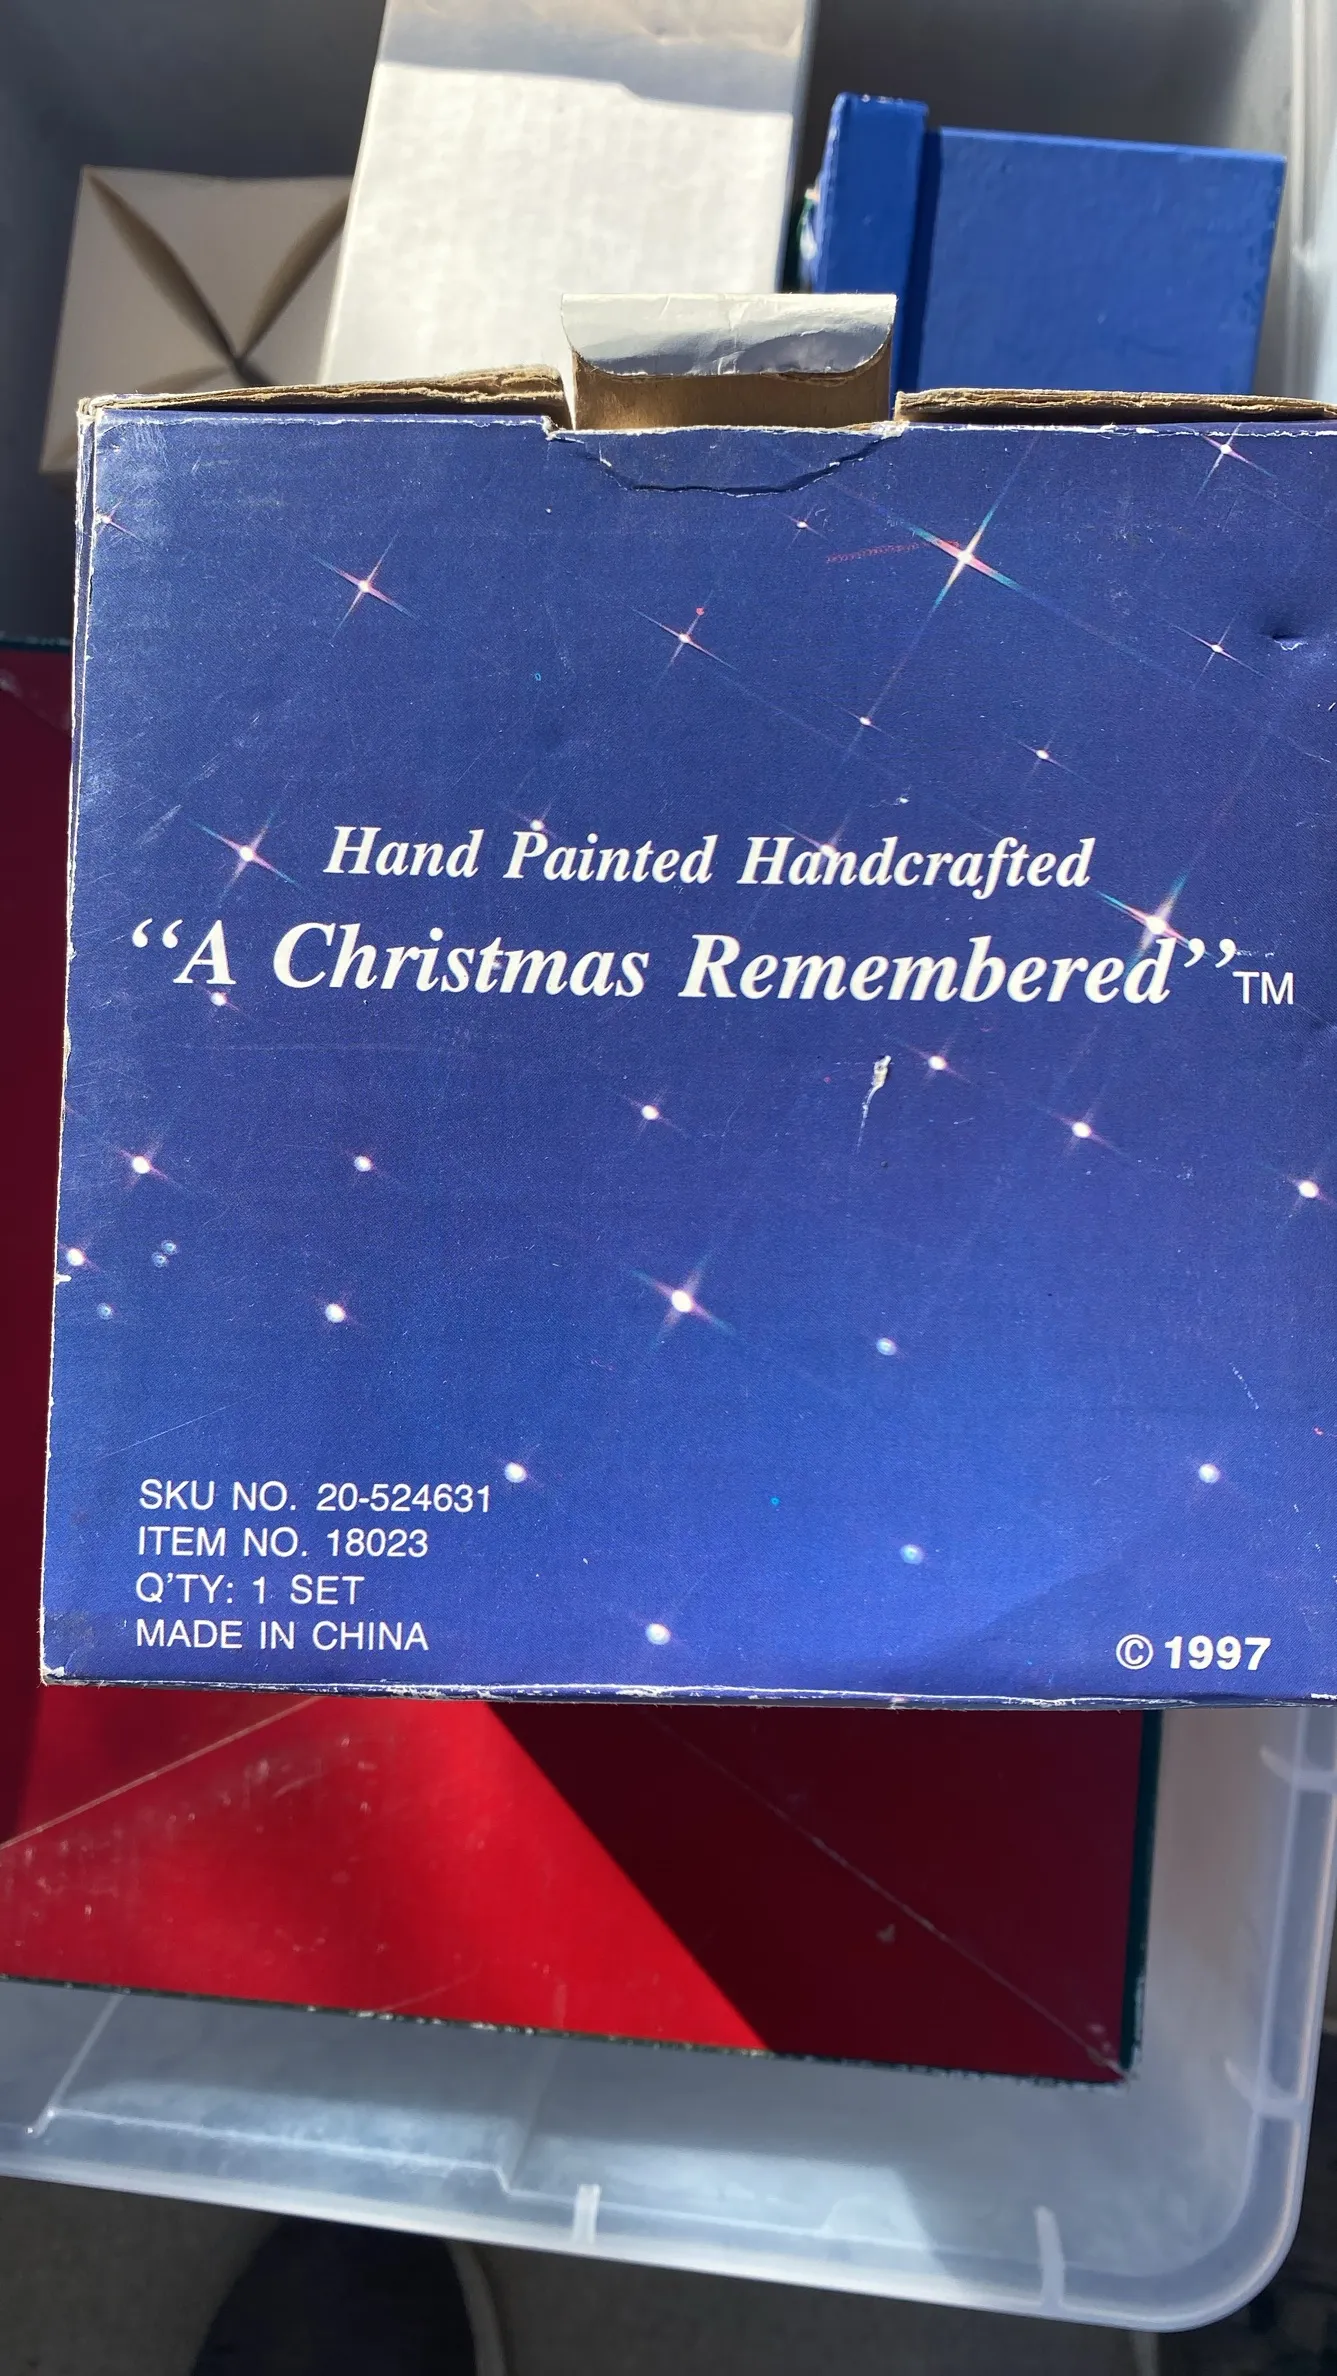 Hand Painted Handcrafted
“A Christmas Remembered”™
SKU NO. 20-524631
ITEM NO. 18023
Q'TY: 1 SET
MADE IN CHINA
© 1997